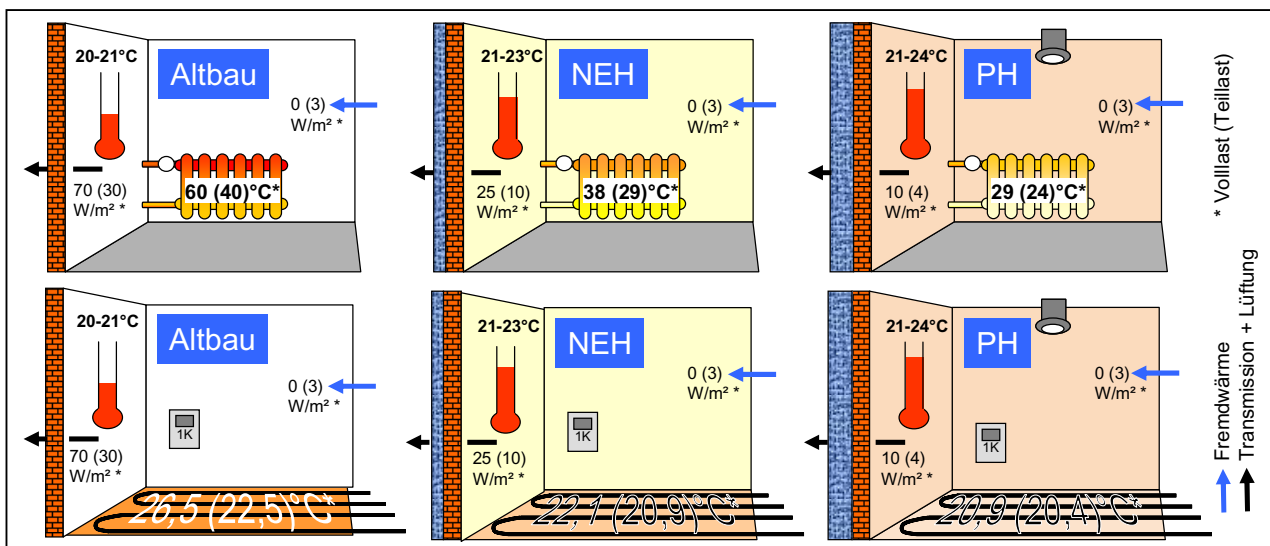 20-21°C
Altbau
0 (3)
W/m² *
70 (30)
W/m² *
60 (40)°C*
21-23°C
NEH
0 (3)
W/m² *
25 (10)
W/m² *
38 (29)°C*
21-24°C
PH
0 (3)
W/m² *
10 (4)
W/m² *
29 (24)°C*
20-21°C
Altbau
0 (3)
W/m² *
1K
70 (30)
W/m² *
26,5 (22,5)°C*
21-23°C
NEH
0 (3)
W/m² *
1K
25 (10)
W/m² *
22,1 (20,9)°C*
21-24°C
PH
0 (3)
W/m² *
1K
10 (4)
W/m² *
20,9 (20,4)°C*
* Volllast (Teillast)
Fremdwärme
Transmission + Lüftung